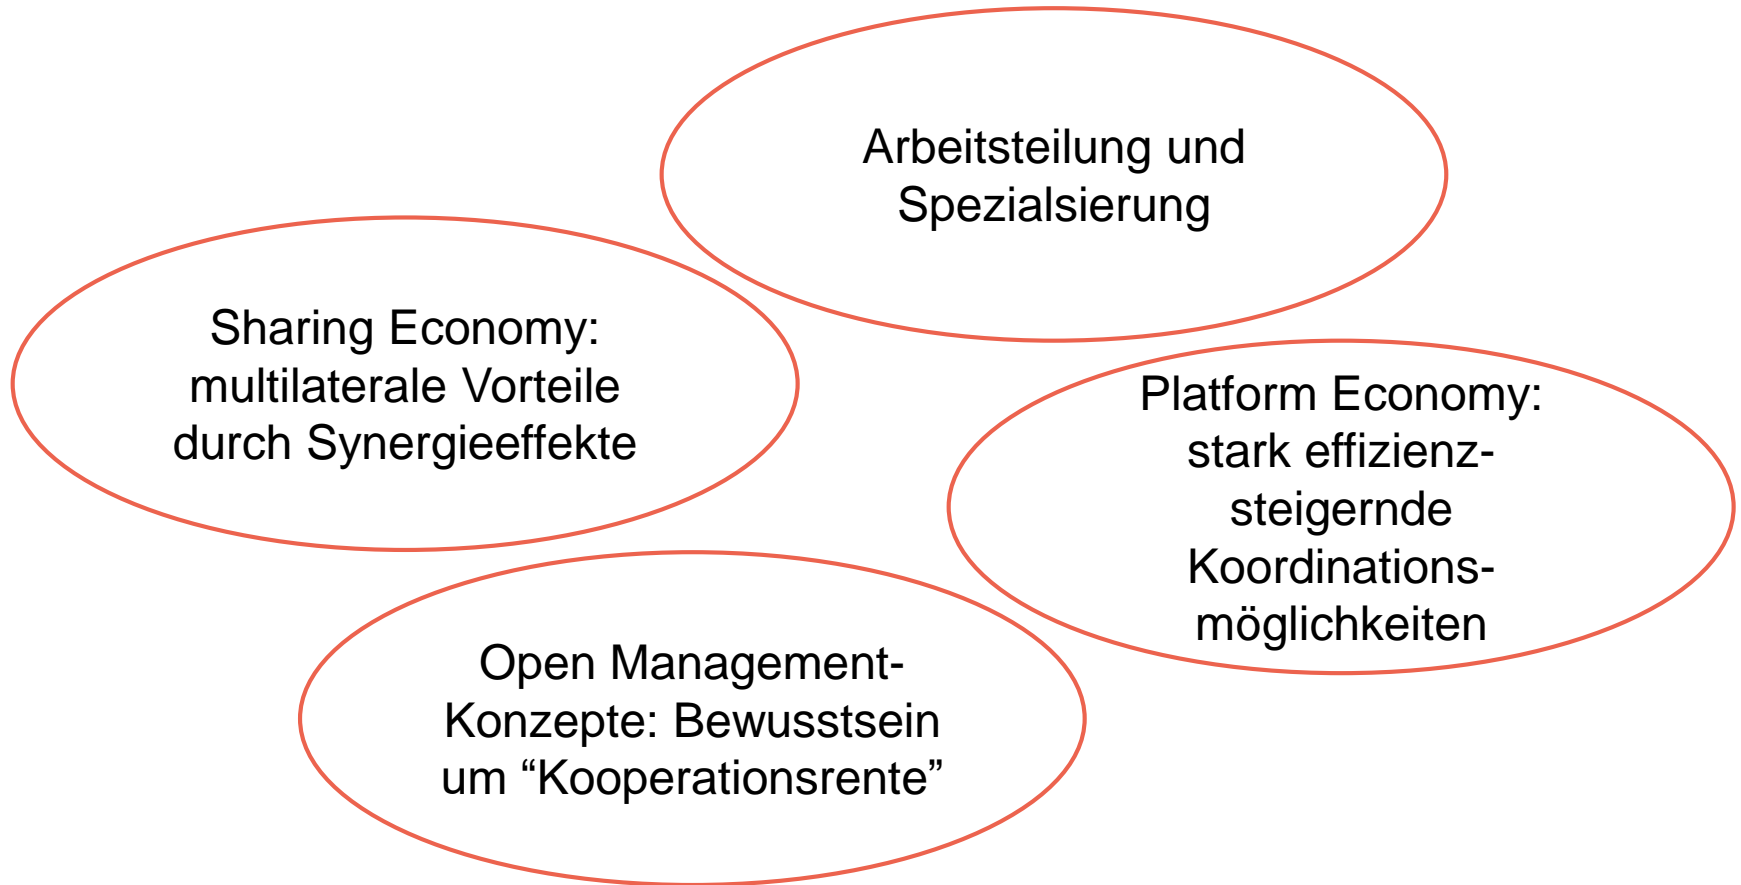 Arbeitsteilung und
Spezialsierung
Sharing Economy:
multilaterale Vorteile
durch Synergieeffekte
Platform Economy:
stark effizienz-
steigernde
Koordinations-
möglichkeiten
Open Management-
Konzepte: Bewusstsein
um “Kooperationsrente”